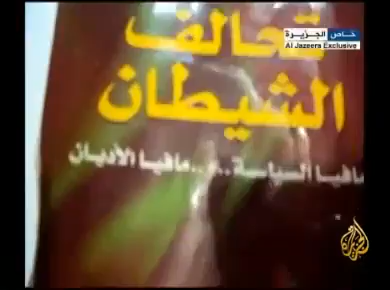 خاص الجزيرة
Al Jazeera Exclusive
تحالف
الشيطان
مافيا السياسة..و..مافيا الأديان
الجزيرة